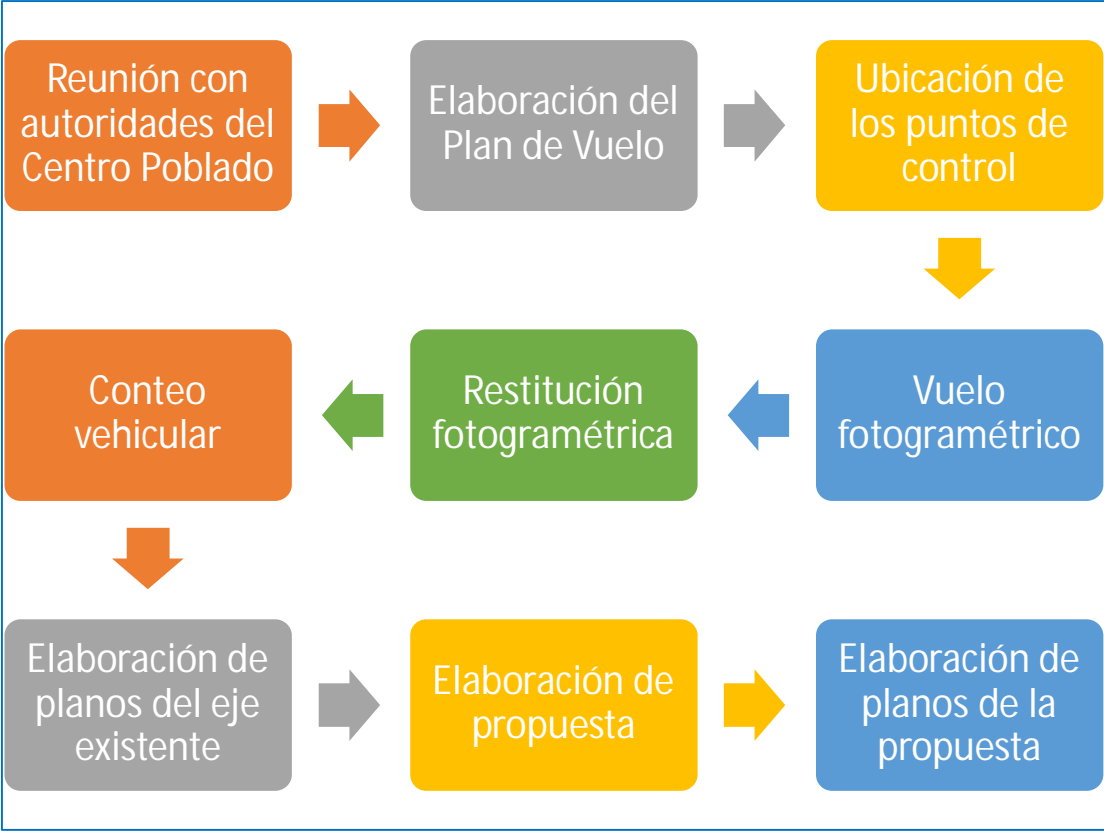 Reunión con
autoridades del
Centro Poblado
Elaboración del
Plan de Vuelo
Ubicación de
los puntos de
control
Vuelo
fotogramétrico
Restitución
fotogramétrica
Conteo
vehicular
Elaboración de
planos del eje
existente
Elaboración de
propuesta
Elaboración de
planos de la
propuesta